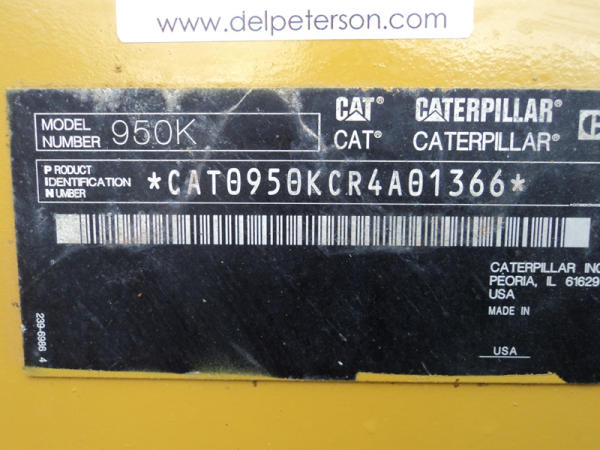 www.delpeterson.com
MODEL NUMBER 950K
CAT® CATERPILLAR®
CAT® CATERPILLAR®
PRODUCT IDENTIFICATION NUMBER *CAT0950KCR4A01366*
CATERPILLAR INC
PEORIA, IL 61629
USA
MADE IN
USA
239-6986 4